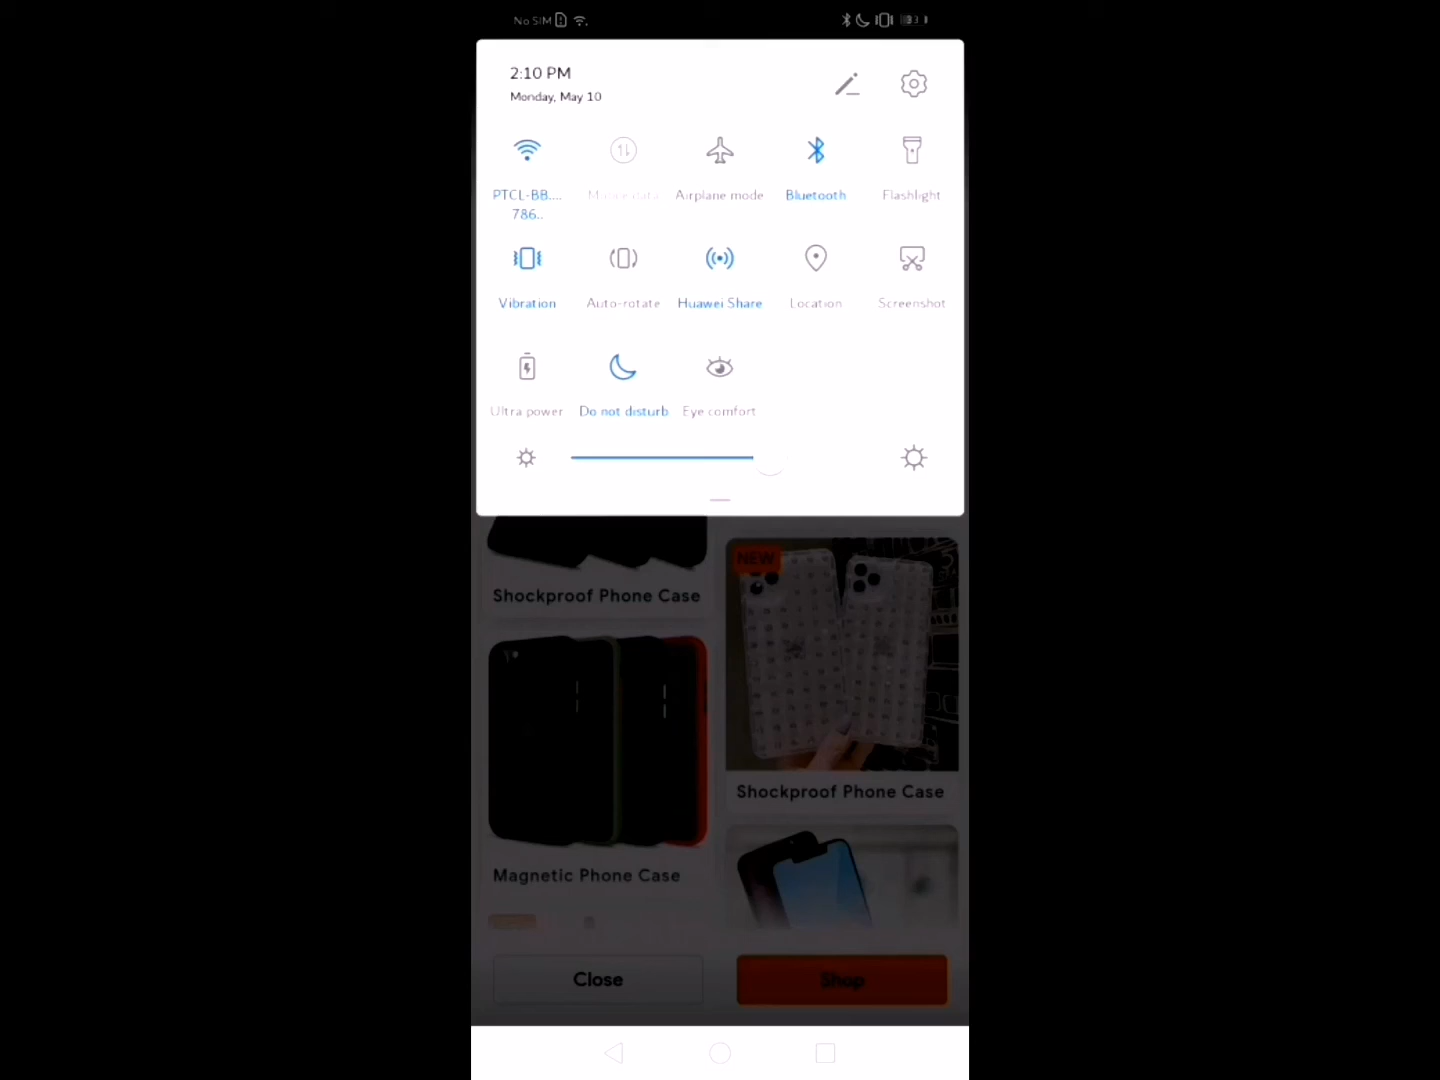 No SIM
2:10 PM
Monday, May 10
PTCL-BB....
786..
Airplane mode
Bluetooth
Flashlight
Vibration
Auto-rotate
Huawei Share
Location
Screenshot
Ultra power
Do not disturb
Eye comfort
NEW
Shockproof Phone Case
Shockproof Phone Case
Magnetic Phone Case
Close
Shop